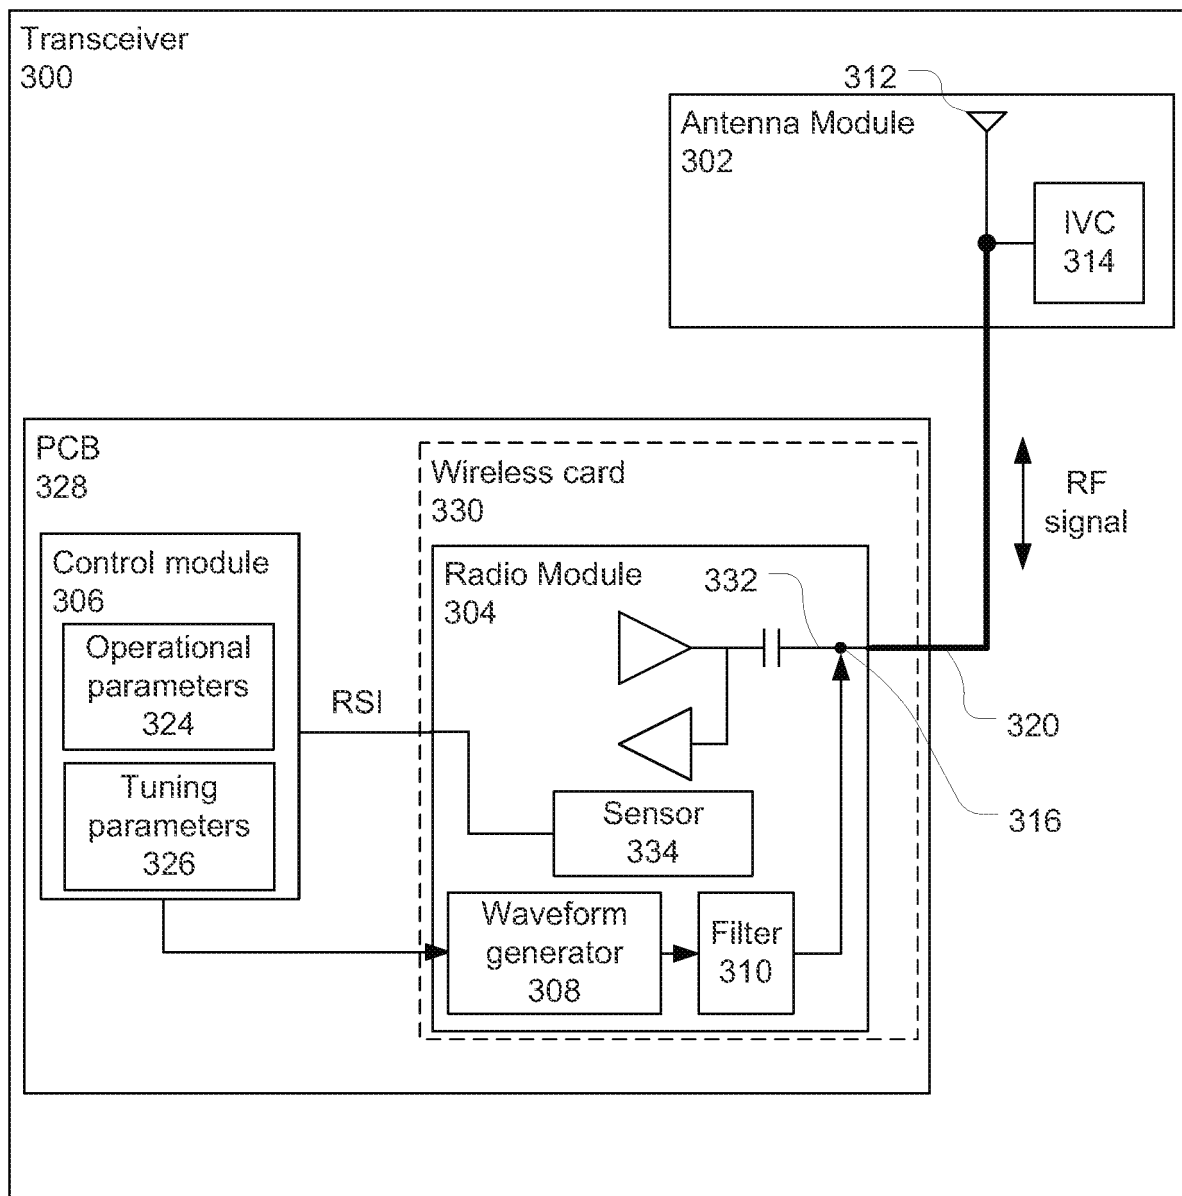 Transceiver
300
312
Antenna Module
302
IVC
314
PCB
328
Wireless card
330
RF
signal
Control module
306
Radio Module
304
332
Operational
parameters
324
RSI
320
Tuning
parameters
326
Sensor
334
316
Waveform
generator
308
Filter
310